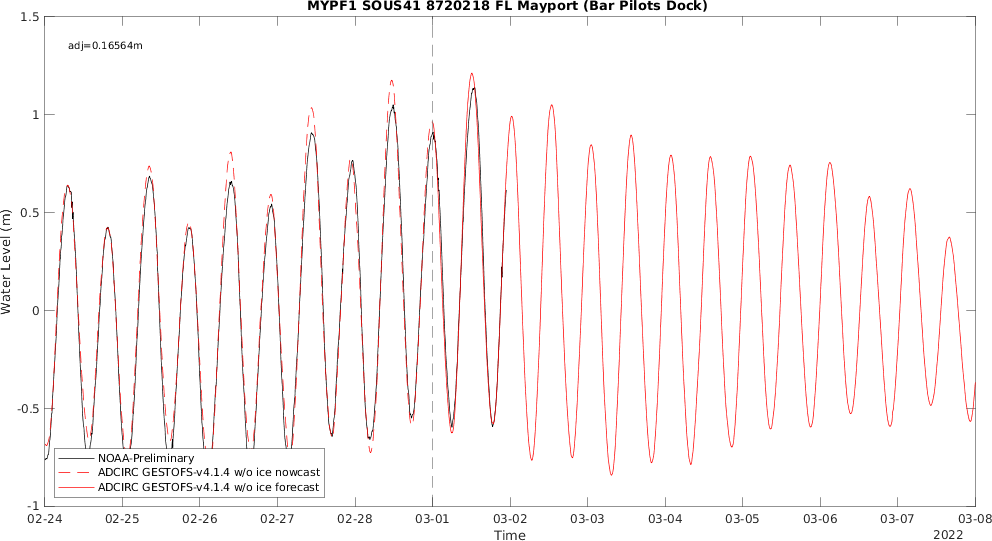 MYPF1 SOUS41 8720218 FL Mayport (Bar Pilots Dock)
1.5
adj=0.16564m
1
0.5
Water Level (m)
0
-0.5
NOAA-Preliminary
ADCIRC GESTOFS-v4.1.4 w/o ice nowcast
ADCIRC GESTOFS-v4.1.4 w/o ice forecast
-1
02-24 02-25 02-26 02-27 02-28 03-01 03-02 03-03 03-04 03-05 03-06 03-07 03-08
Time
2022